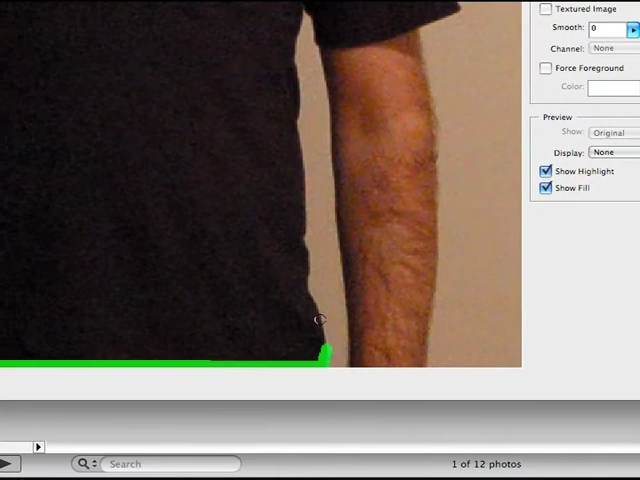 Textured Image
Smooth: 0
Channel: None
Force Foreground
Color:
Preview
Show: Original
Display: None
Show Highlight
Show Fill
Search
1 of 12 photos